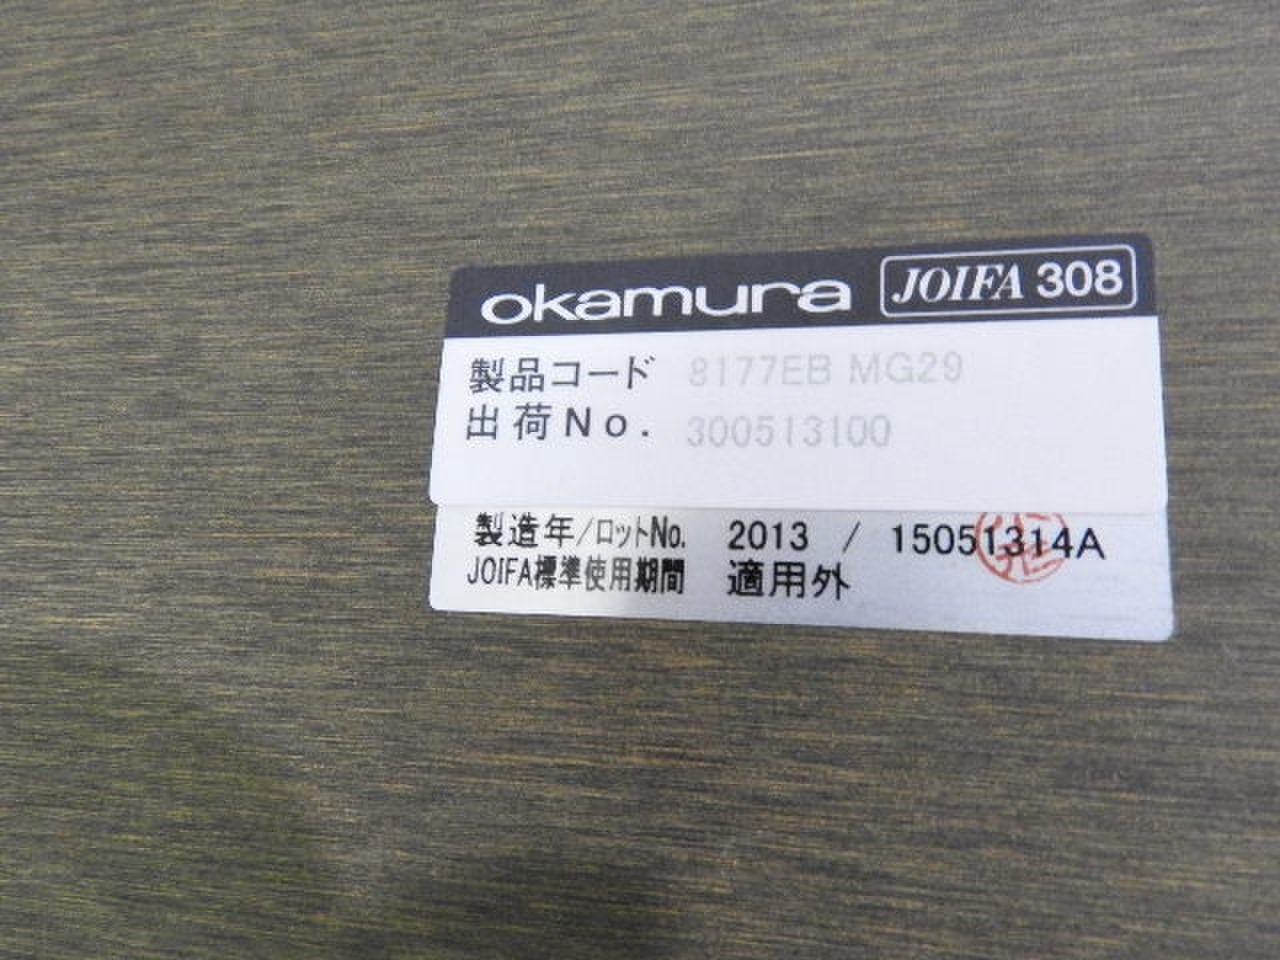 okamura JOIFA 308
製品コード 8177EB MG29
出荷No. 300513100
製造年/ロットNo. 2013 / 15051314A
JOIFA標準使用期間 適用外